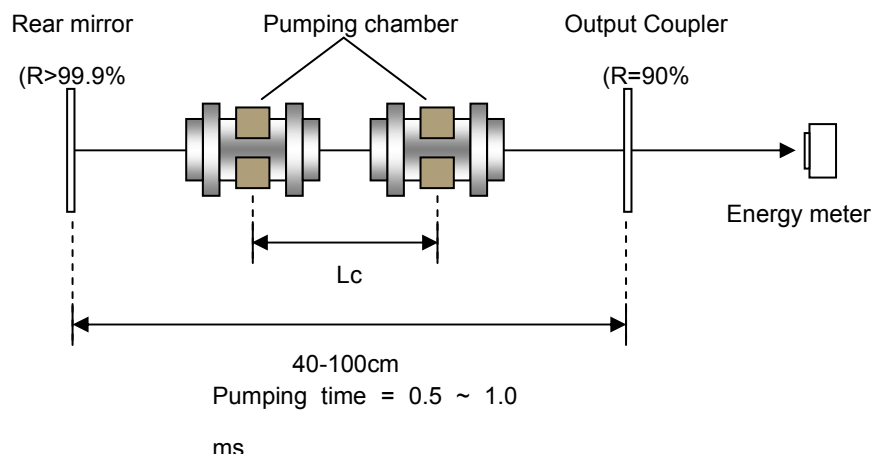 Rear mirror
Pumping chamber
Output Coupler
(R>99.9%
(R=90%
Energy meter
Lc
40-100cm
Pumping time = 0.5 ~ 1.0
ms